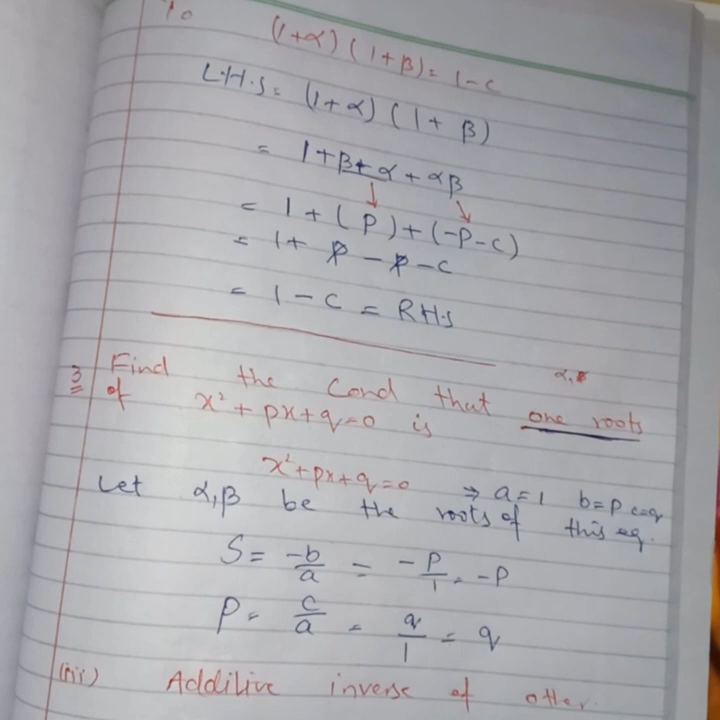 (1+α)(1+β)=1-c
L.H.S= (1+α)(1+β)
= 1+β+α+αβ
= 1+(P)+(-P-c)
= 1+ P - P - c
= 1-c = RHS
3 Find the Cond that one roots α,β
of x²+px+q=0 is
x²+px+q=0 ⇒ a=1 b=p c=q
Let α,β be the roots of this eq.
S= -b/a = -P/1 = -P
P= c/a = q/1 = q
(iii) Additive inverse of other.